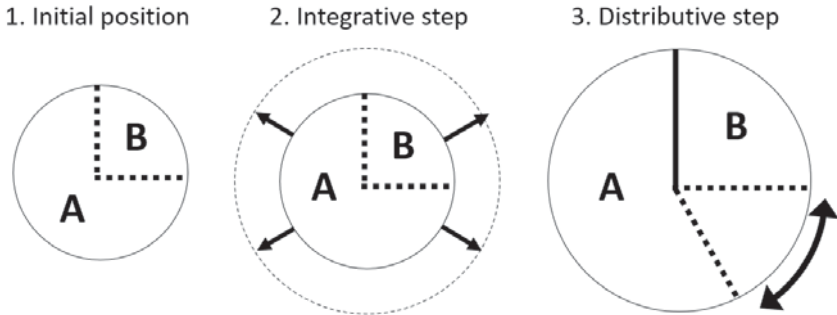 1. Initial position
2. Integrative step
3. Distributive step
B
A
A
B
A
B